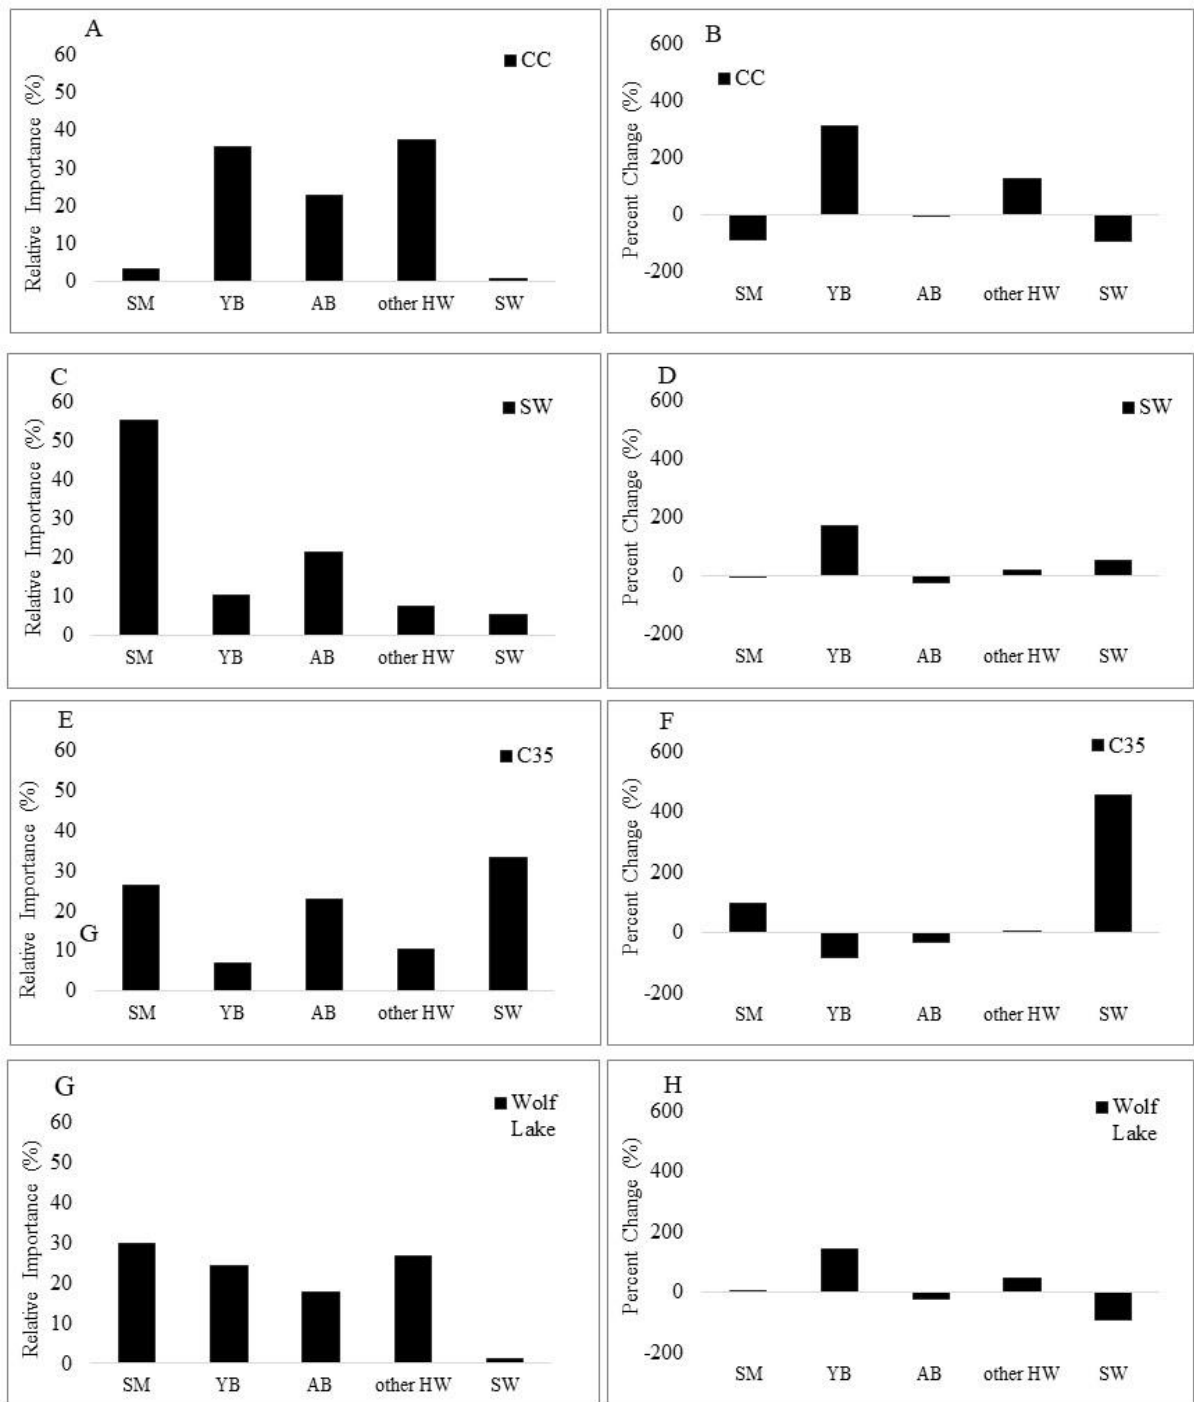 A
CC
Relative Importance (%)
60
50
40
30
20
10
0
SM YB AB other HW SW
B
CC
Percent Change (%)
600
400
200
0
-200
SM YB AB other HW SW
C
SW
Relative Importance (%)
60
50
40
30
20
10
0
SM YB AB other HW SW
D
SW
Percent Change (%)
600
400
200
0
-200
SM YB AB other HW SW
E
C35
Relative Importance (%)
60
50
40
30
20
G
10
0
SM YB AB other HW SW
F
C35
Percent Change (%)
600
400
200
0
-200
SM YB AB other HW SW
G
Wolf
Lake
Relative Importance (%)
60
50
40
30
20
10
0
SM YB AB other HW SW
H
Wolf
Lake
Percent Change (%)
600
400
200
0
-200
SM YB AB other HW SW